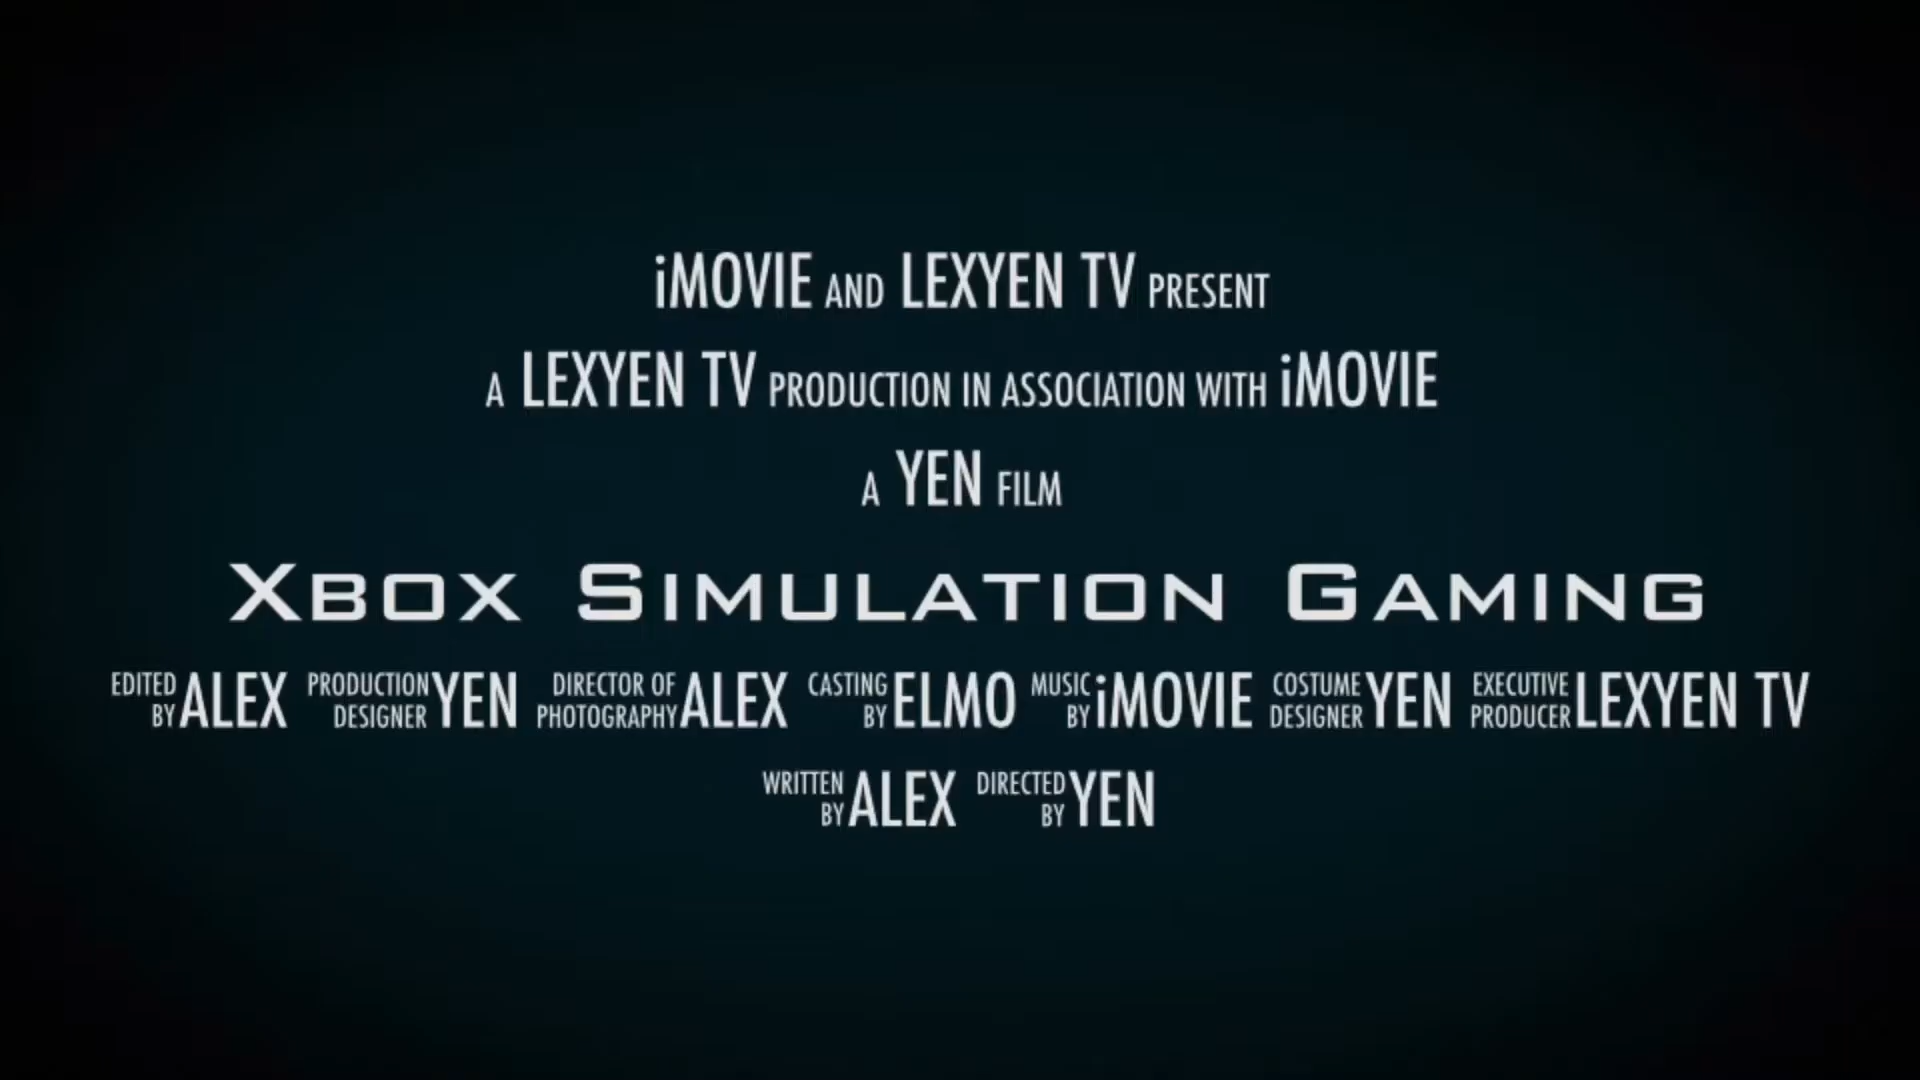 iMOVIE AND LEXYEN TV PRESENT
A LEXYEN TV PRODUCTION IN ASSOCIATION WITH iMOVIE
A YEN FILM
XBOX SIMULATION GAMING
EDITED BY ALEX PRODUCTION DESIGNER YEN DIRECTOR OF PHOTOGRAPHY ALEX CASTING BY ELMO MUSIC BY iMOVIE COSTUME DESIGNER YEN EXECUTIVE PRODUCER LEXYEN TV
WRITTEN BY ALEX DIRECTED BY YEN